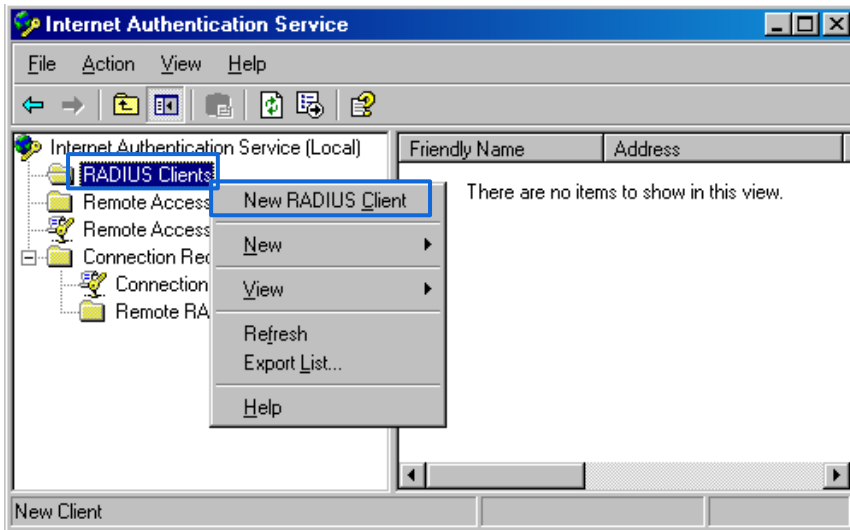 Internet Authentication Service
File Action View Help
Internet Authentication Service (Local)
Friendly Name Address
RADIUS Clients
There are no items to show in this view.
New RADIUS Client
Remote Access
Remote Access
New
Connection Req
Connection
View
Remote RA
Refresh
Export List...
Help
New Client